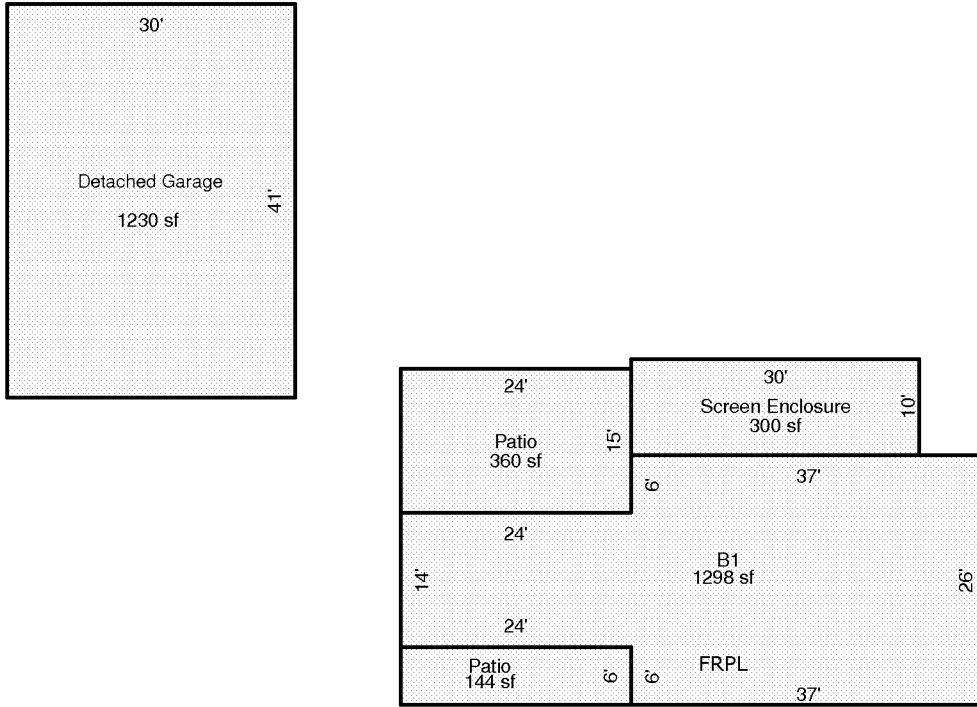 30'
Detached Garage
41'
1230 sf
24'
15'
Patio
360 sf
30'
10'
Screen Enclosure
300 sf
6'
37'
24'
14'
B1
1298 sf
26'
24'
Patio
144 sf
6'
6'
FRPL
37'